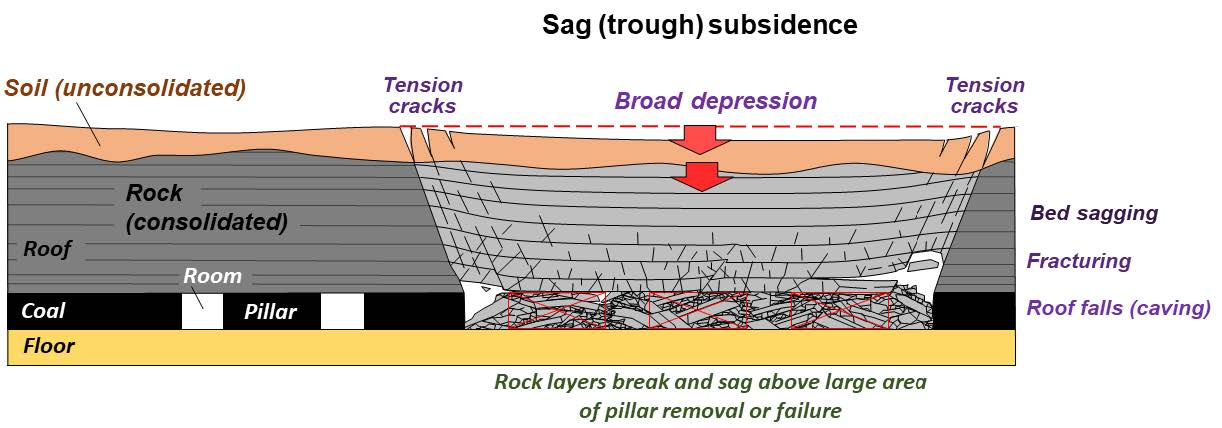 Sag (trough) subsidence
Soil (unconsolidated)
Tension
cracks
Broad depression
Tension
cracks
Rock
(consolidated)
Bed sagging
Roof
Fracturing
Room
Coal
Pillar
Roof falls (caving)
Floor
Rock layers break and sag above large area
of pillar removal or failure